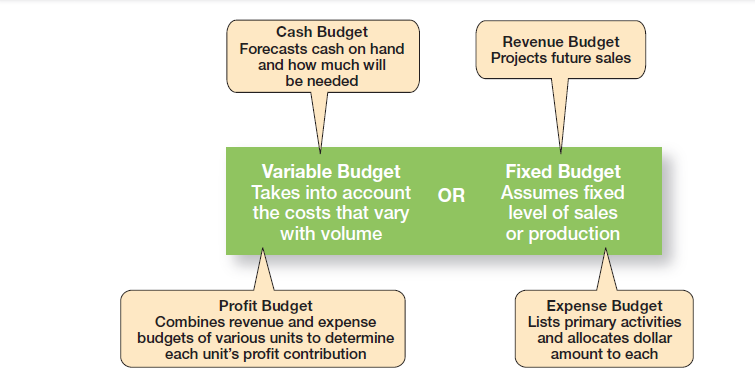 Cash Budget
Forecasts cash on hand
and how much will
be needed
Revenue Budget
Projects future sales
Variable Budget
Takes into account
the costs that vary
with volume
OR
Fixed Budget
Assumes fixed
level of sales
or production
Profit Budget
Combines revenue and expense
budgets of various units to determine
each unit's profit contribution
Expense Budget
Lists primary activities
and allocates dollar
amount to each